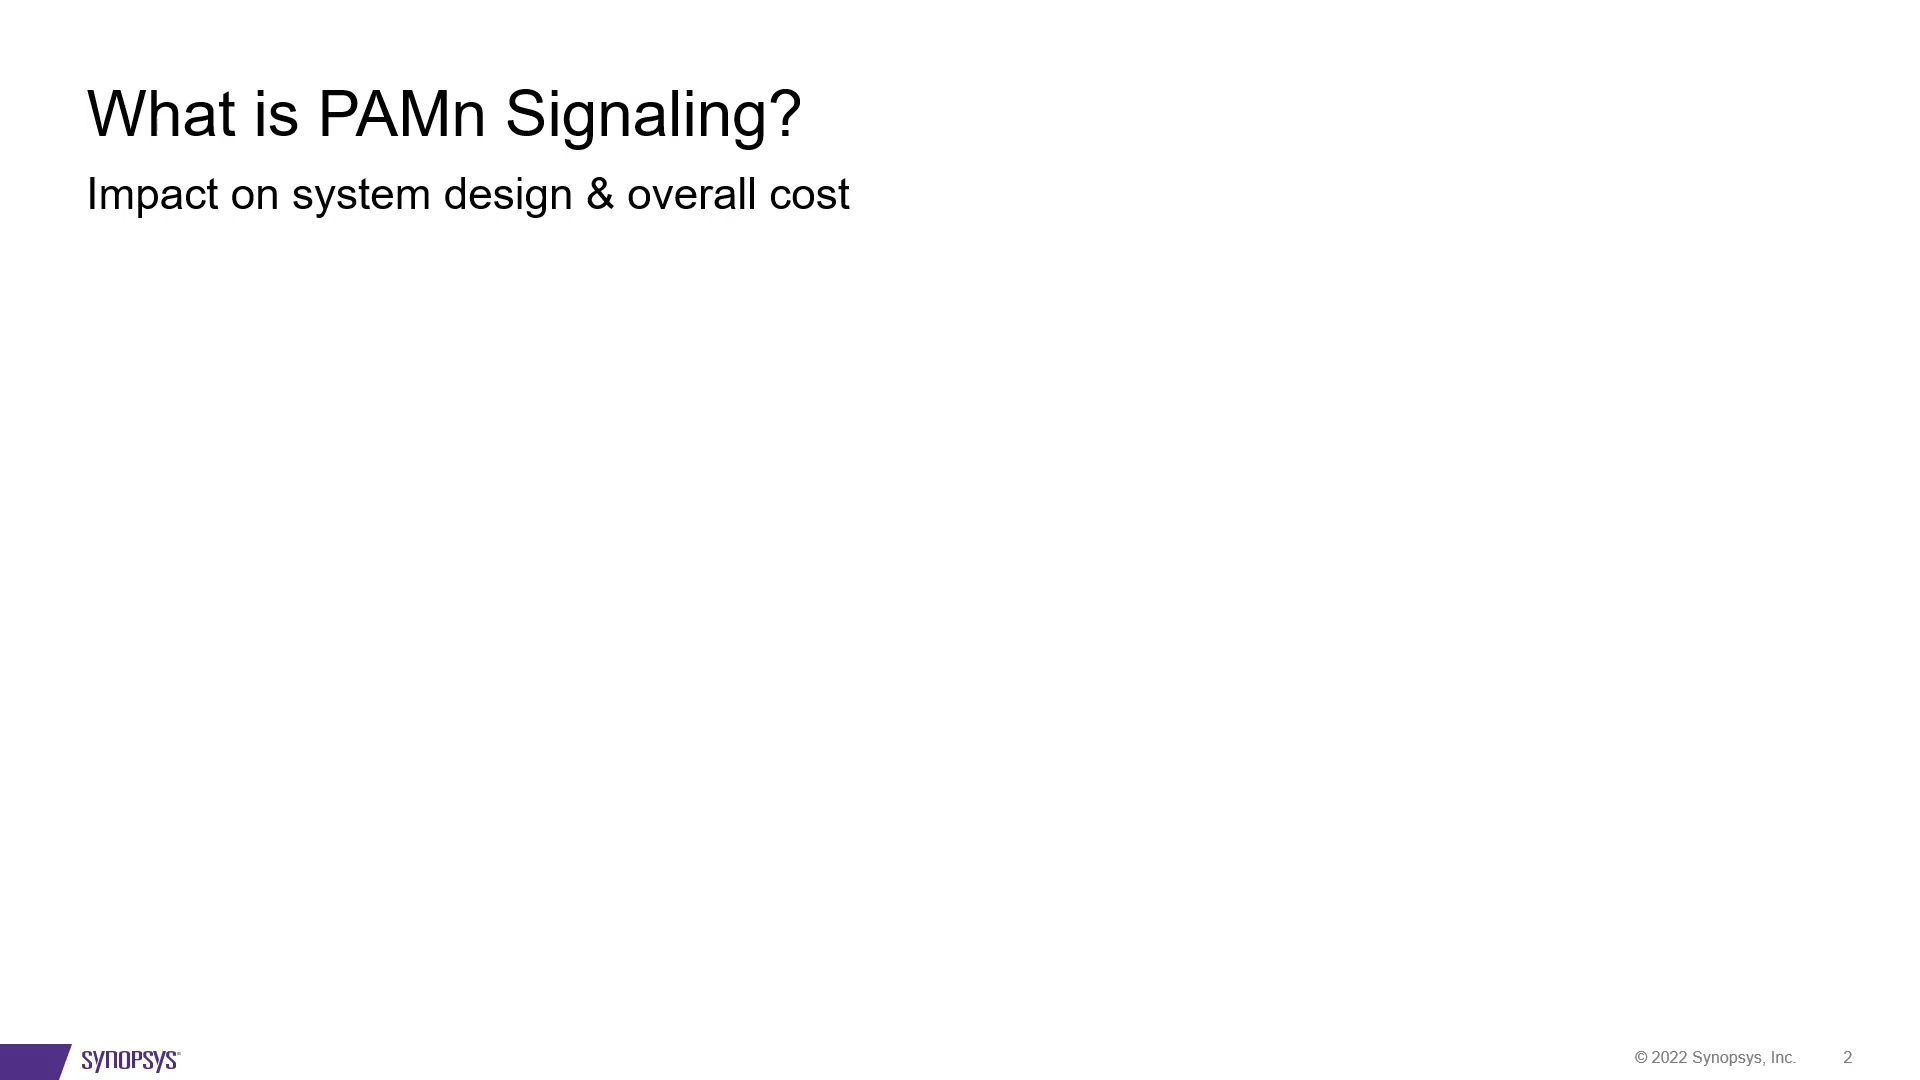 What is PAMn Signaling?
Impact on system design & overall cost
SYNOPSYS®
© 2022 Synopsys, Inc. 2